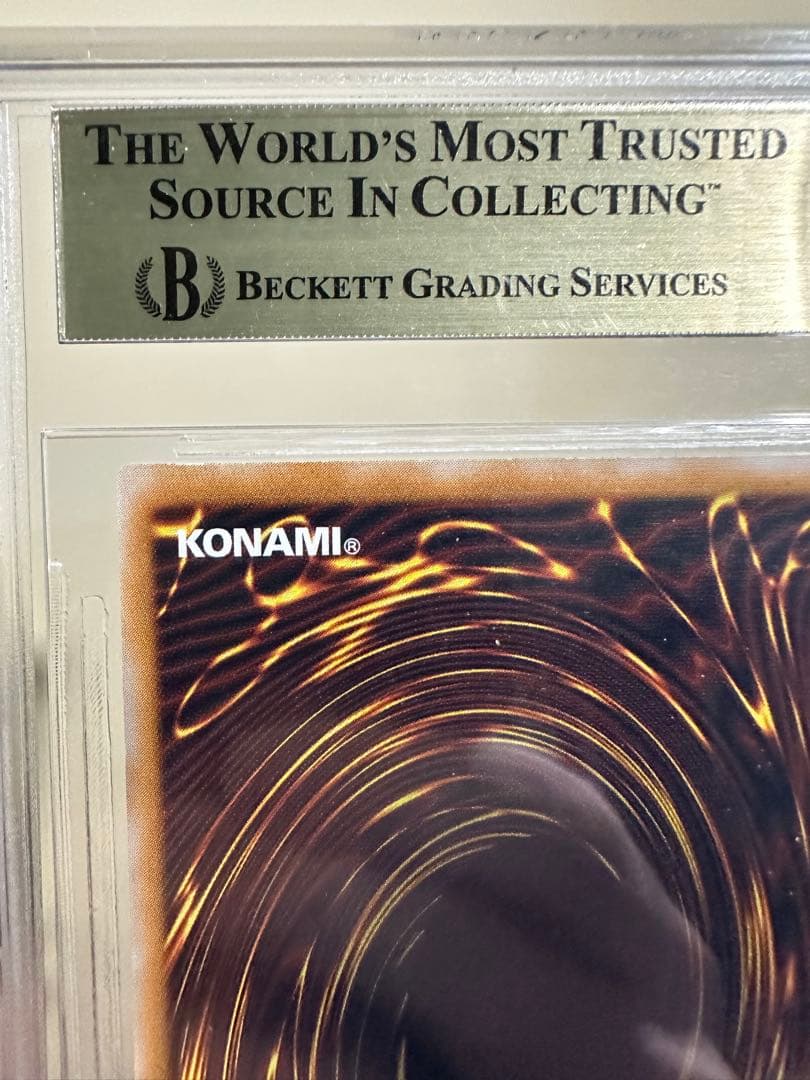 THE WORLD'S MOST TRUSTED
SOURCE IN COLLECTING™
B BECKETT GRADING SERVICES
KONAMI®